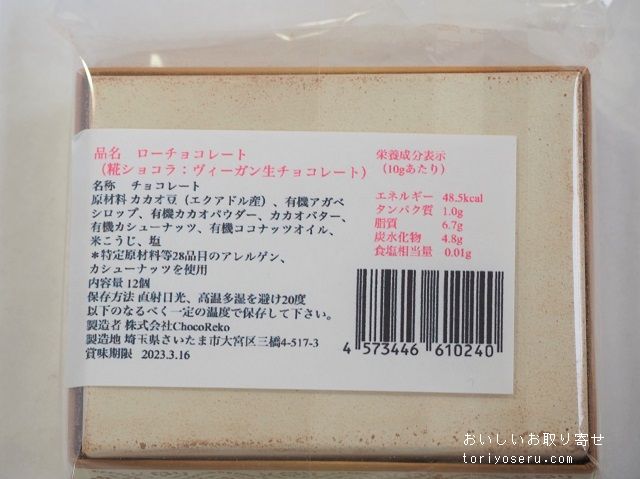 品名　ローチョコレート
（糀ショコラ：ヴィーガン生チョコレート）
名称　チョコレート
原材料 カカオ豆（エクアドル産）、有機アガベ
シロップ、有機カカオパウダー、カカオバター、
有機カシューナッツ、有機ココナッツオイル、
米こうじ、塩
＊特定原材料等28品目のアレルゲン、
カシューナッツを使用
内容量 12個
保存方法 直射日光、高温多湿を避け20度
以下のなるべく一定の温度で保存して下さい。
製造者 株式会社ChocoReko
製造地 埼玉県さいたま市大宮区三橋4-517-3
賞味期限　2023.3.16
栄養成分表示
（10gあたり）
エネルギー　48.5kcal
タンパク質　1.0g
脂質　6.7g
炭水化物　4.8g
食塩相当量　0.01g
4 573446 610240
おいしいお取り寄せ
toriyoseru.com